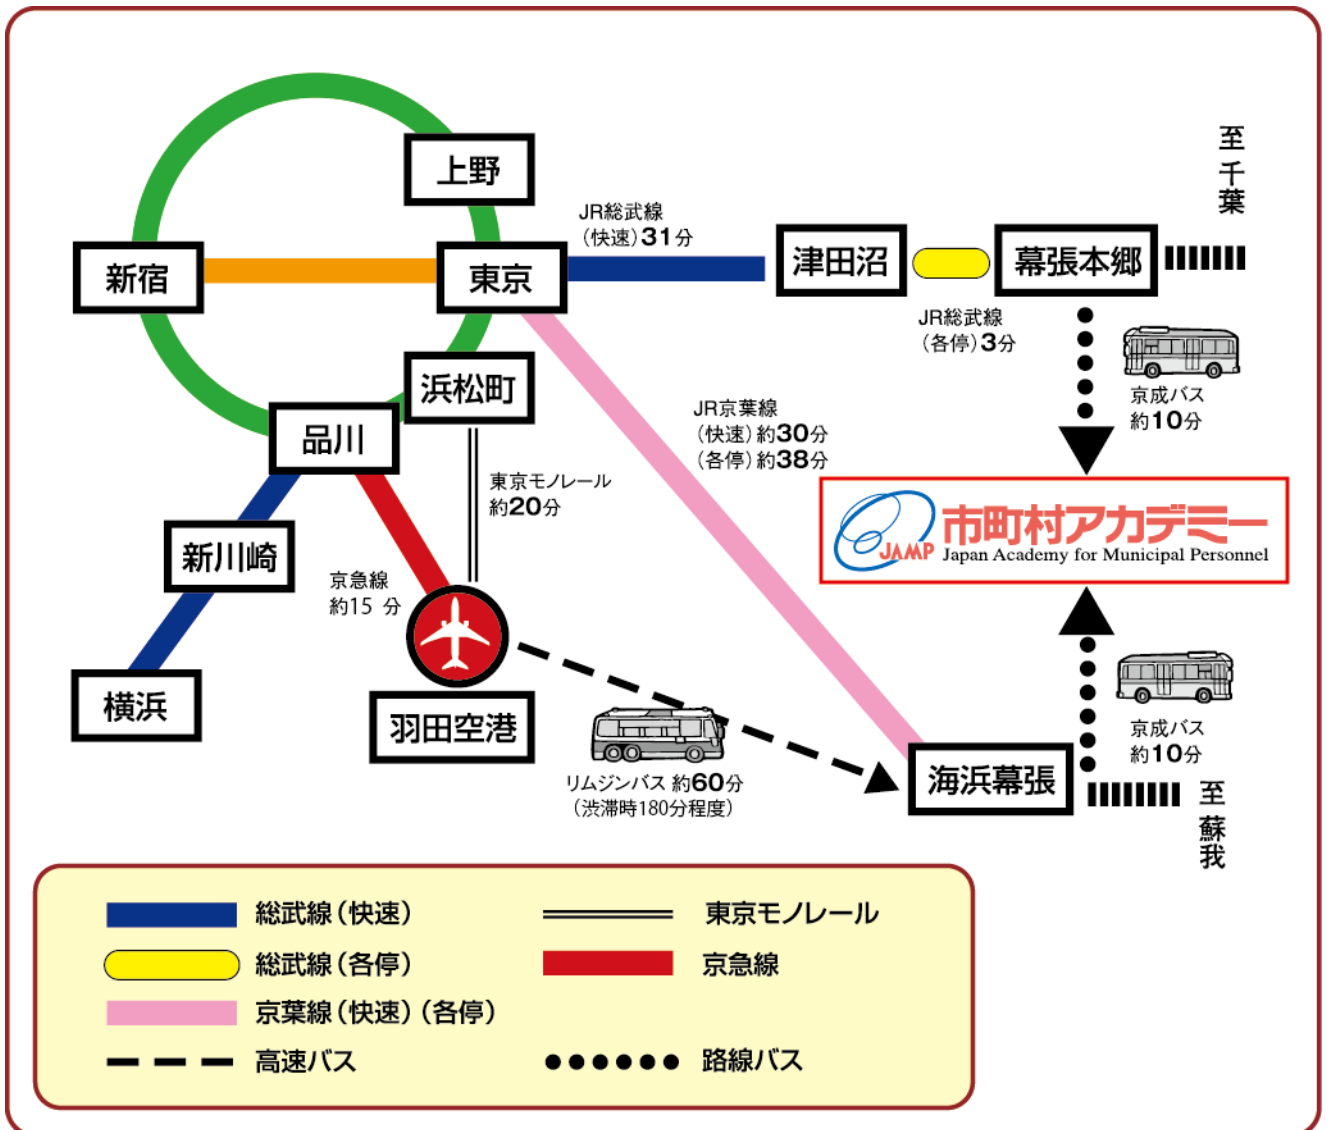 上野
至千葉
JR総武線
(快速)31分
新宿
東京
津田沼
幕張本郷
JR総武線
(各停)3分
浜松町
京成バス
約10分
JR京葉線
(快速)約30分
(各停)約38分
品川
東京モノレール
約20分
JAMP
市町村アカデミー
Japan Academy for Municipal Personnel
新川崎
京急線
約15 分
横浜
羽田空港
京成バス
約10分
リムジンバス 約60分
(渋滞時180分程度)
海浜幕張
至蘇我
総武線(快速)
東京モノレール
総武線(各停)
京急線
京葉線(快速)(各停)
高速バス
路線バス